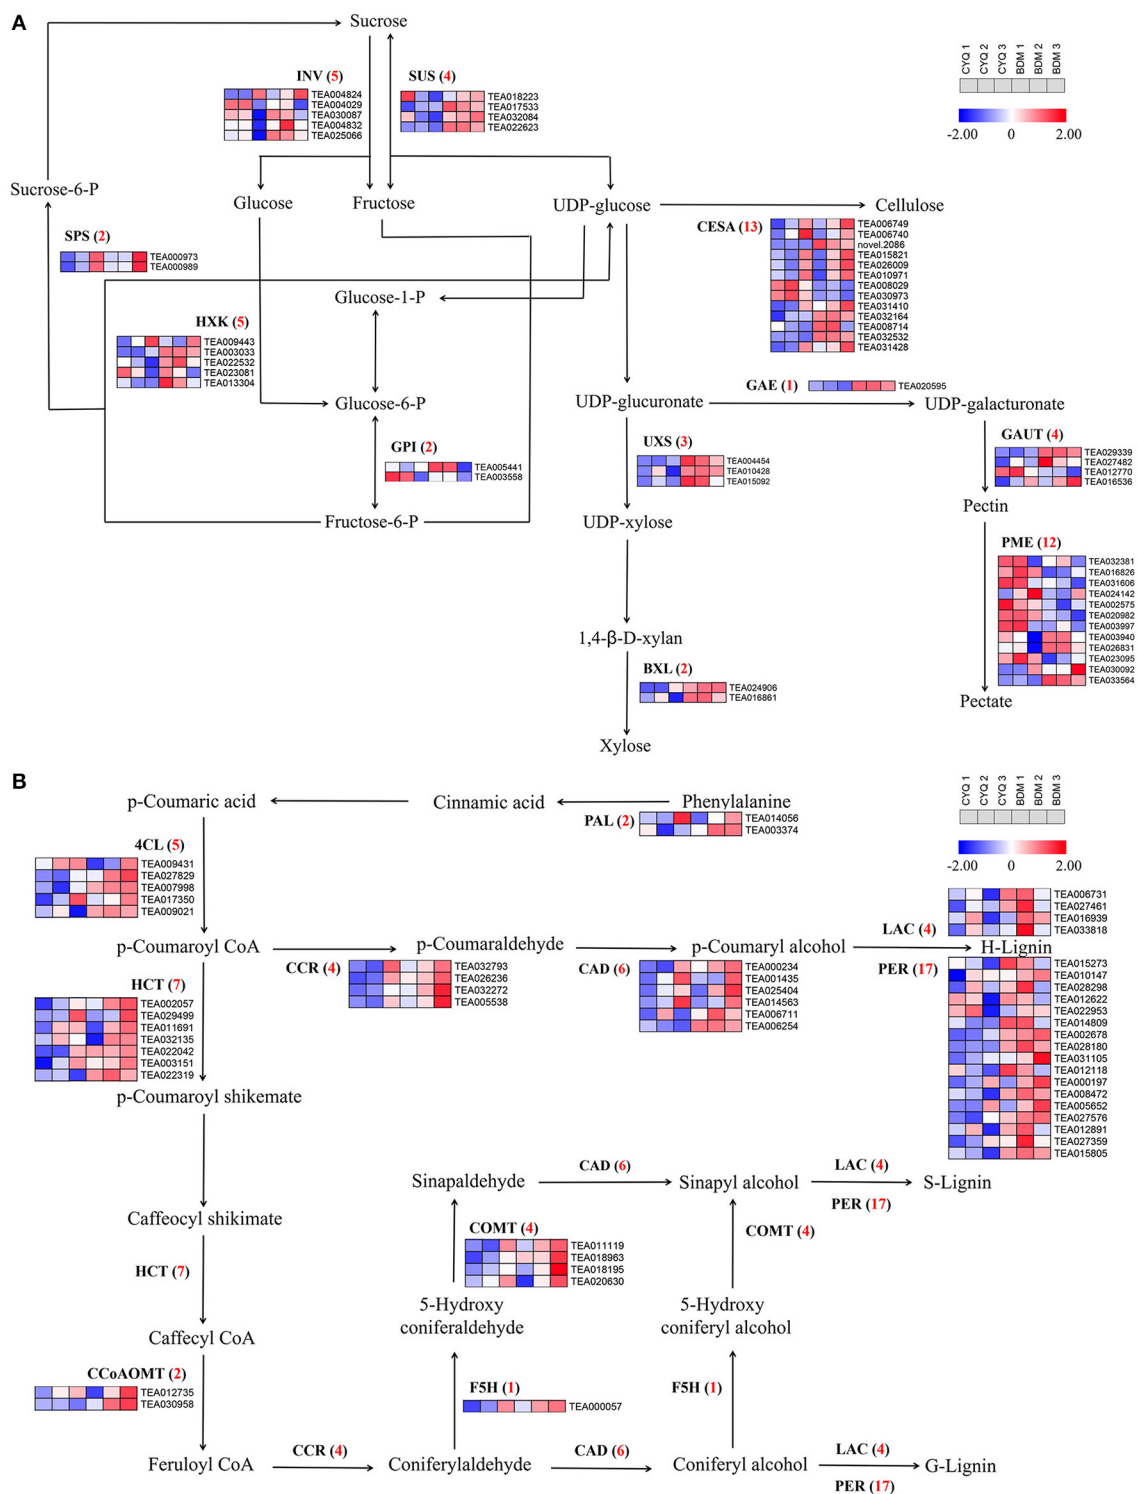 A
Sucrose
CYQ 1
CYQ 2
CYQ 3
BDM 1
BDM 2
BDM 3
-2.00 0 2.00
INV (5)
TEA004824
TEA004029
TEA030087
TEA004832
TEA025066
SUS (4)
TEA018223
TEA017533
TEA032084
TEA022623
Sucrose-6-P
Glucose
Fructose
UDP-glucose
Cellulose
SPS (2)
TEA000973
TEA000989
CESA (13)
TEA006749
TEA006740
novel.2086
TEA015821
TEA026009
TEA010971
TEA008029
TEA030973
TEA031410
TEA032164
TEA008714
TEA032532
TEA031428
Glucose-1-P
HXK (5)
TEA009443
TEA003033
TEA022532
TEA023081
TEA013304
Glucose-6-P
GAE (1)
TEA020595
UDP-glucuronate
UDP-galacturonate
GPI (2)
TEA005441
TEA003558
UXS (3)
TEA004454
TEA010428
TEA015092
GAUT (4)
TEA029339
TEA027482
TEA012770
TEA016536
Fructose-6-P
UDP-xylose
Pectin
PME (12)
TEA032381
TEA016826
TEA031606
TEA024142
TEA002575
TEA020982
TEA003997
TEA003940
TEA026831
TEA023095
TEA030092
TEA033564
1,4-β-D-xylan
BXL (2)
TEA024906
TEA016861
Pectate
Xylose
B
p-Coumaric acid
Cinnamic acid
Phenylalanine
CYQ 1
CYQ 2
CYQ 3
BDM 1
BDM 2
BDM 3
-2.00 0 2.00
PAL (2)
TEA014056
TEA003374
4CL (5)
TEA009431
TEA027829
TEA007998
TEA017350
TEA009021
LAC (4)
TEA006731
TEA027461
TEA016939
TEA033818
p-Coumaroyl CoA
p-Coumaraldehyde
p-Coumaryl alcohol
H-Lignin
CCR (4)
TEA032793
TEA026236
TEA032272
TEA005538
CAD (6)
TEA000234
TEA001435
TEA025404
TEA014563
TEA006711
TEA006254
PER (17)
TEA015273
TEA010147
TEA028298
TEA012622
TEA022953
TEA014809
TEA002678
TEA028180
TEA031105
TEA012118
TEA000197
TEA008472
TEA005652
TEA027576
TEA012891
TEA027359
TEA015805
HCT (7)
TEA002057
TEA029499
TEA011691
TEA032135
TEA022042
TEA003151
TEA022319
p-Coumaroyl shikemate
Sinapaldehyde
CAD (6)
Sinapyl alcohol
LAC (4)
PER (17)
S-Lignin
Caffeocyl shikimate
COMT (4)
TEA011119
TEA018963
TEA018195
TEA020630
COMT (4)
HCT (7)
5-Hydroxy
coniferaldehyde
5-Hydroxy
coniferyl alcohol
Caffecyl CoA
CCoAOMT (2)
TEA012735
TEA030958
F5H (1)
TEA000057
F5H (1)
Feruloyl CoA
CCR (4)
Coniferylaldehyde
CAD (6)
Coniferyl alcohol
LAC (4)
PER (17)
G-Lignin